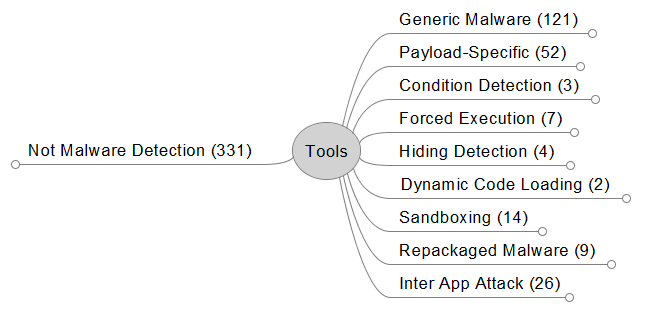 Generic Malware (121)
Payload-Specific (52)
Condition Detection (3)
Forced Execution (7)
Not Malware Detection (331)
Tools
Hiding Detection (4)
Dynamic Code Loading (2)
Sandboxing (14)
Repackaged Malware (9)
Inter App Attack (26)